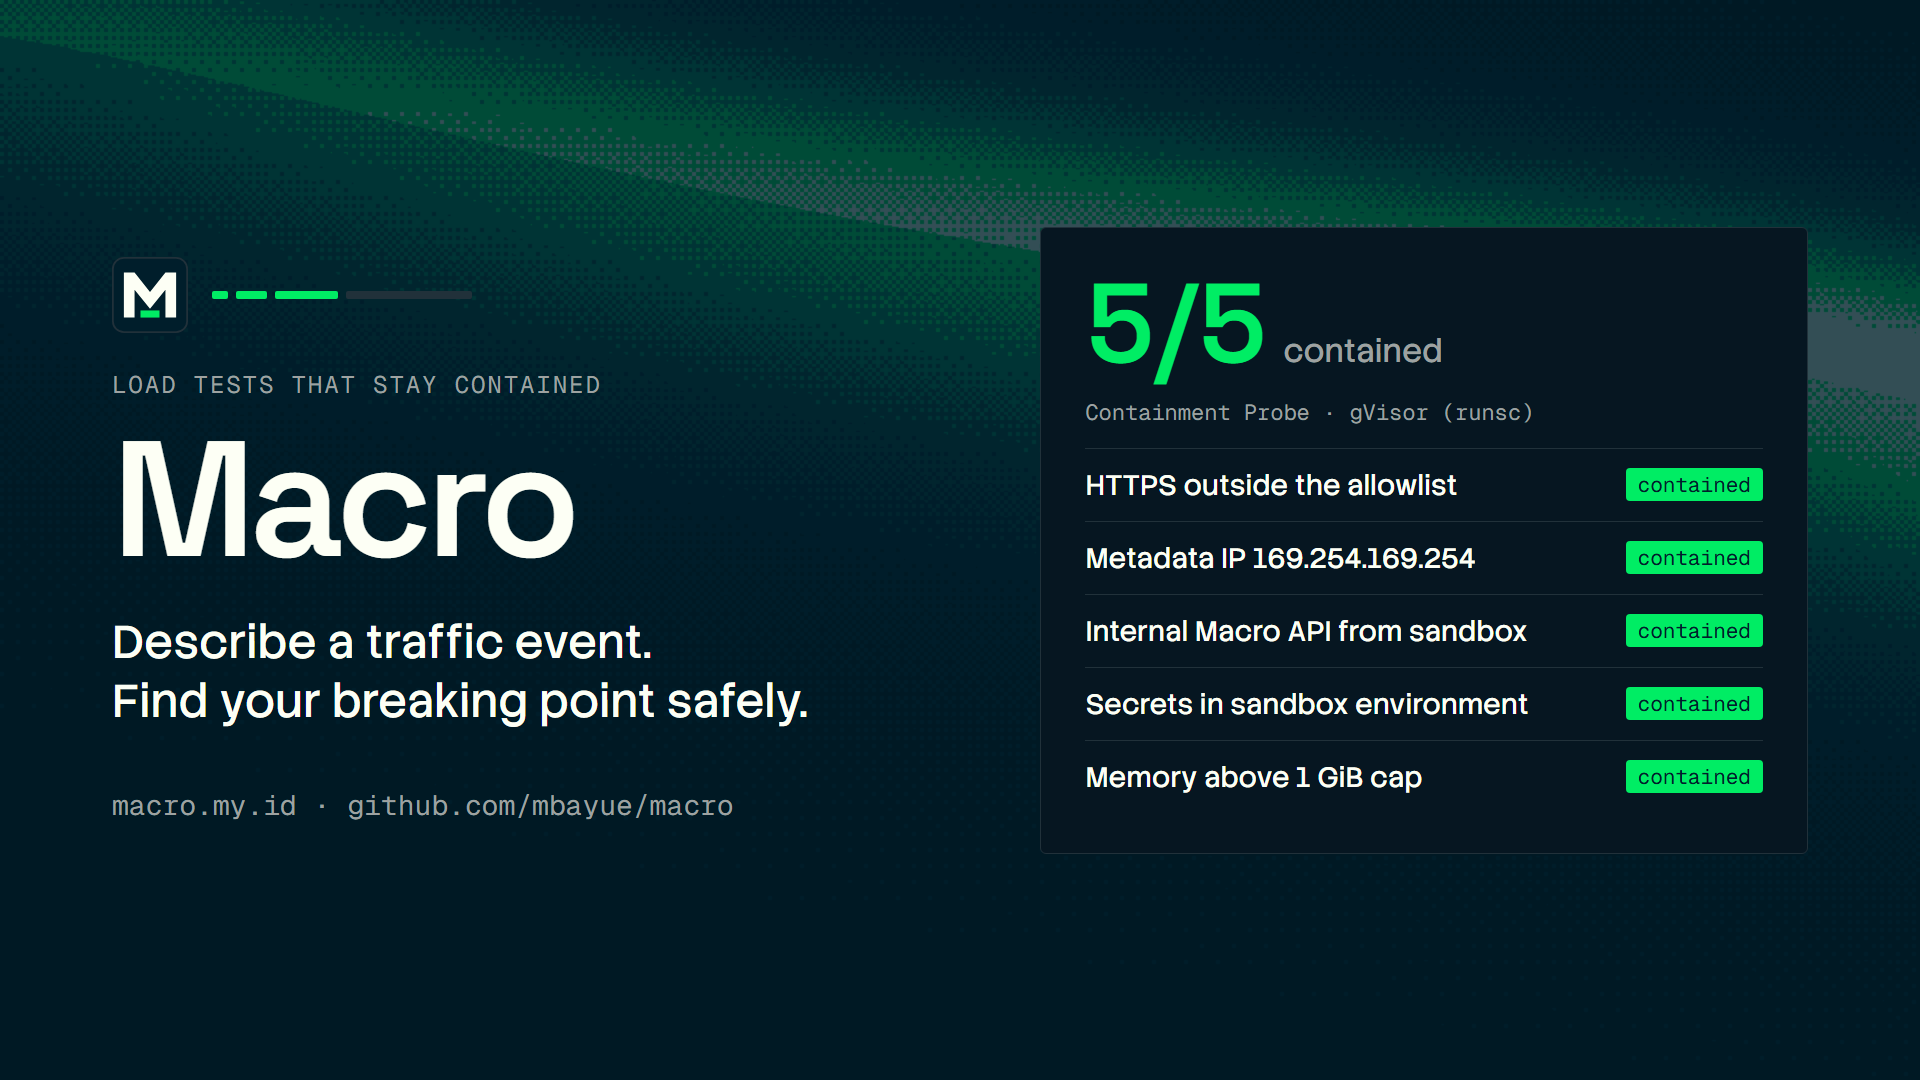 M
LOAD TESTS THAT STAY CONTAINED
Macro
Describe a traffic event.
Find your breaking point safely.
macro.my.id · github.com/mbayue/macro
5/5 contained
Containment Probe · gVisor (runsc)
HTTPS outside the allowlist contained
Metadata IP 169.254.169.254 contained
Internal Macro API from sandbox contained
Secrets in sandbox environment contained
Memory above 1 GiB cap contained